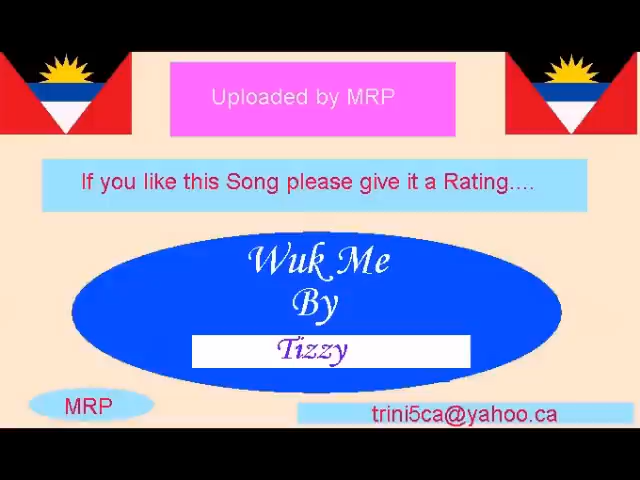 Uploaded by MRP
If you like this Song please give it a Rating....
Wuk Me
By
Tizzy
MRP
trini5ca@yahoo.ca